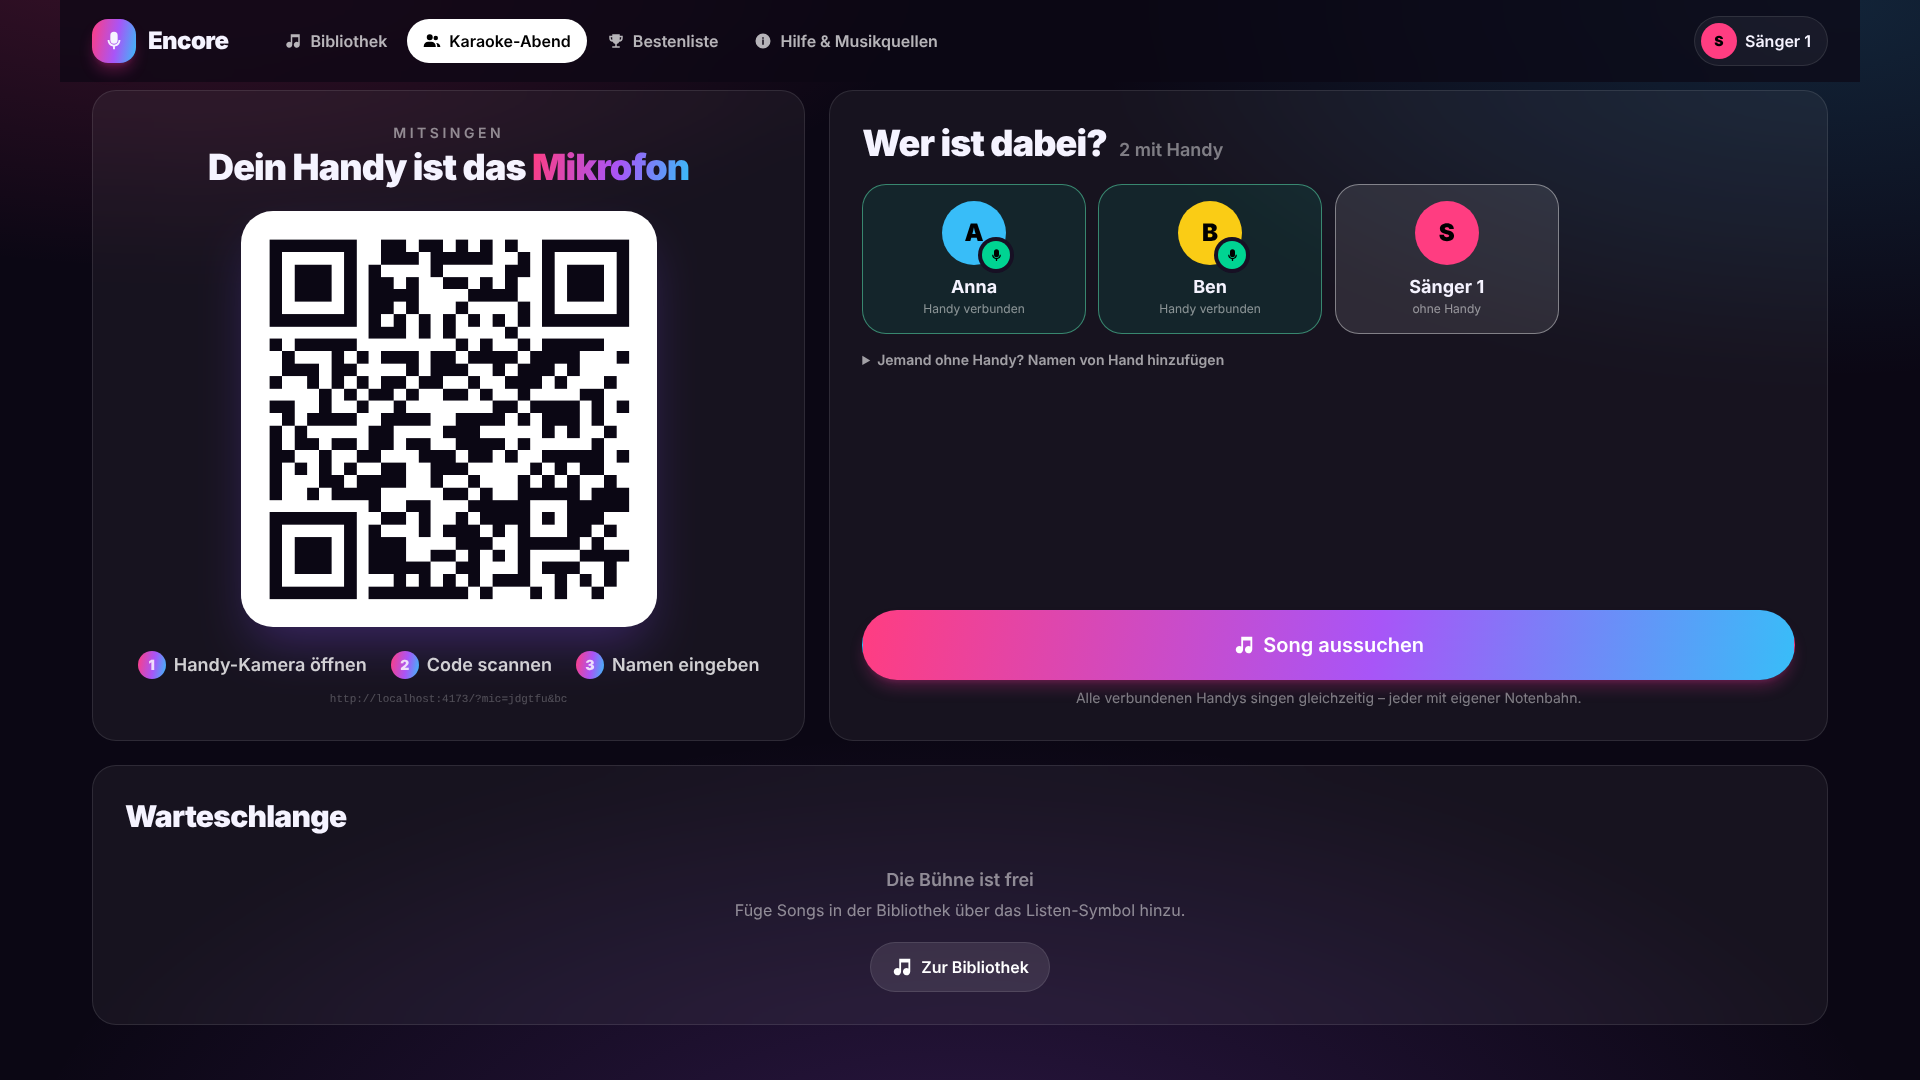 Encore
Bibliothek
Karaoke-Abend
Bestenliste
Hilfe & Musikquellen
S
Sänger 1
MITSINGEN
Dein Handy ist das Mikrofon
1 Handy-Kamera öffnen
2 Code scannen
3 Namen eingeben
http://localhost:4173/?mic=jdgtfu&bc
Wer ist dabei? 2 mit Handy
A
Anna
Handy verbunden
B
Ben
Handy verbunden
S
Sänger 1
ohne Handy
Jemand ohne Handy? Namen von Hand hinzufügen
Song aussuchen
Alle verbundenen Handys singen gleichzeitig – jeder mit eigener Notenbahn.
Warteschlange
Die Bühne ist frei
Füge Songs in der Bibliothek über das Listen-Symbol hinzu.
Zur Bibliothek